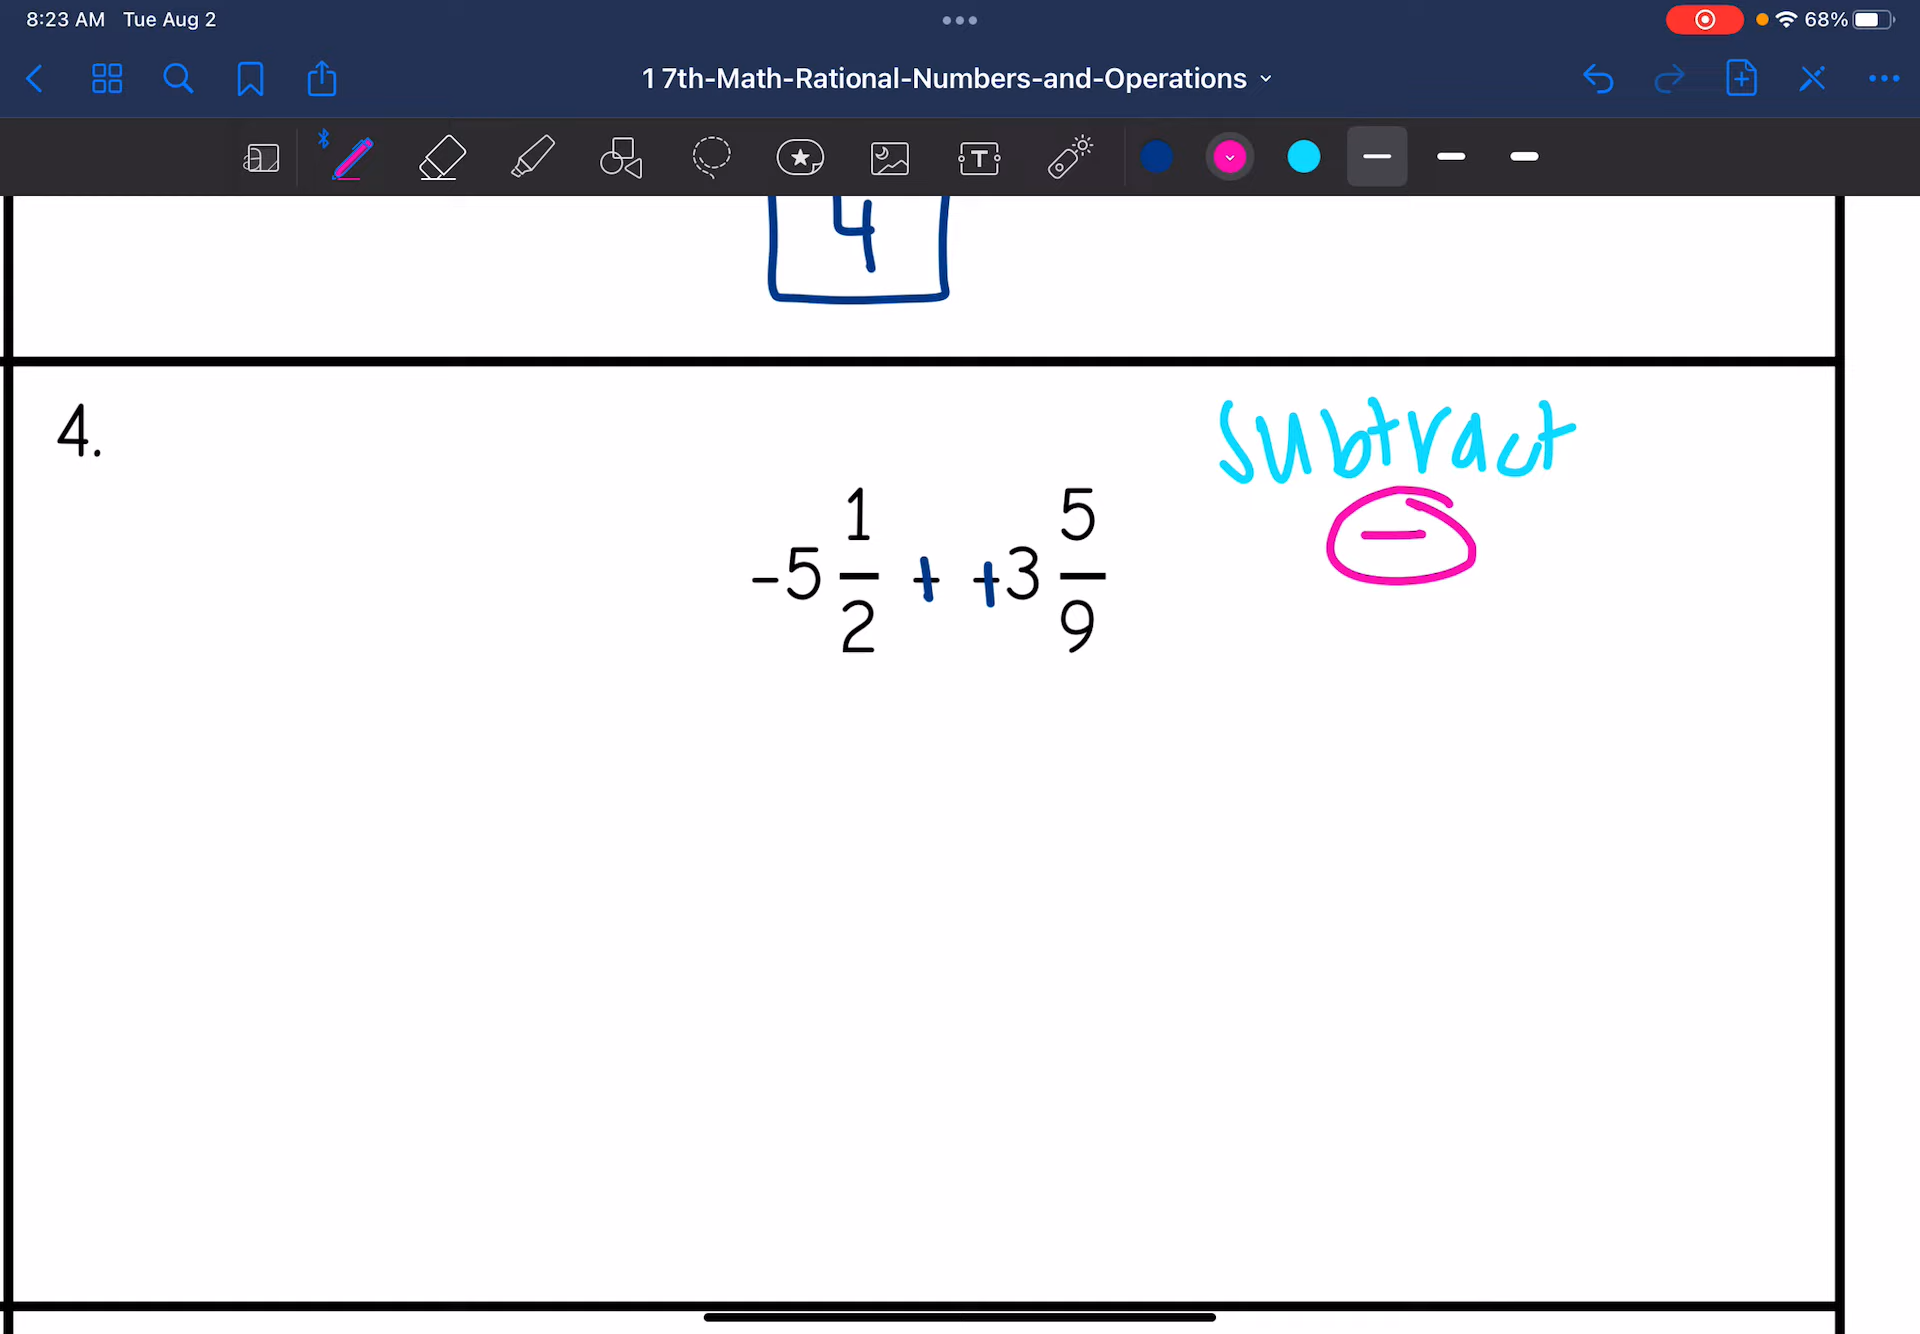 8:23 AM Tue Aug 2
68%
1 7th-Math-Rational-Numbers-and-Operations
T
4
4.
subtract
−
-5 1/2 + +3 5/9